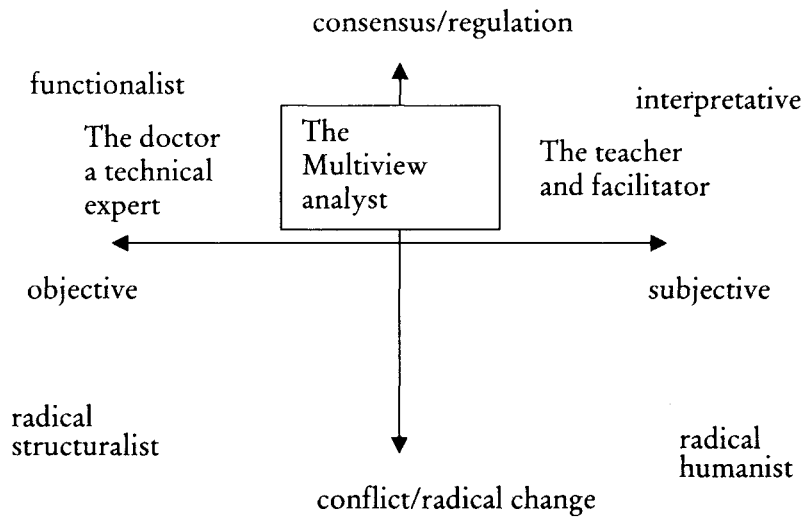 consensus/regulation
functionalist
interpretative
The doctor
a technical
expert
The
Multiview
analyst
The teacher
and facilitator
objective
subjective
radical
structuralist
radical
humanist
conflict/radical change